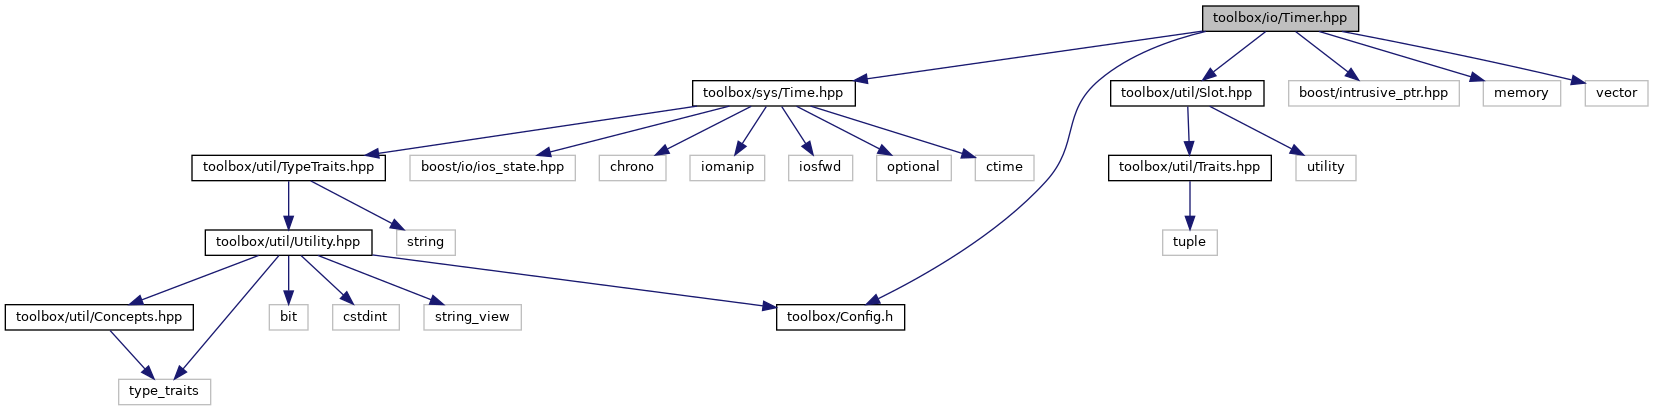 toolbox/io/Timer.hpp
toolbox/sys/Time.hpp
toolbox/util/Slot.hpp
boost/intrusive_ptr.hpp
memory
vector
toolbox/util/TypeTraits.hpp
boost/io/ios_state.hpp
chrono
iomanip
iosfwd
optional
ctime
toolbox/util/Traits.hpp
utility
toolbox/util/Utility.hpp
string
tuple
toolbox/util/Concepts.hpp
bit
cstdint
string_view
toolbox/Config.h
type_traits